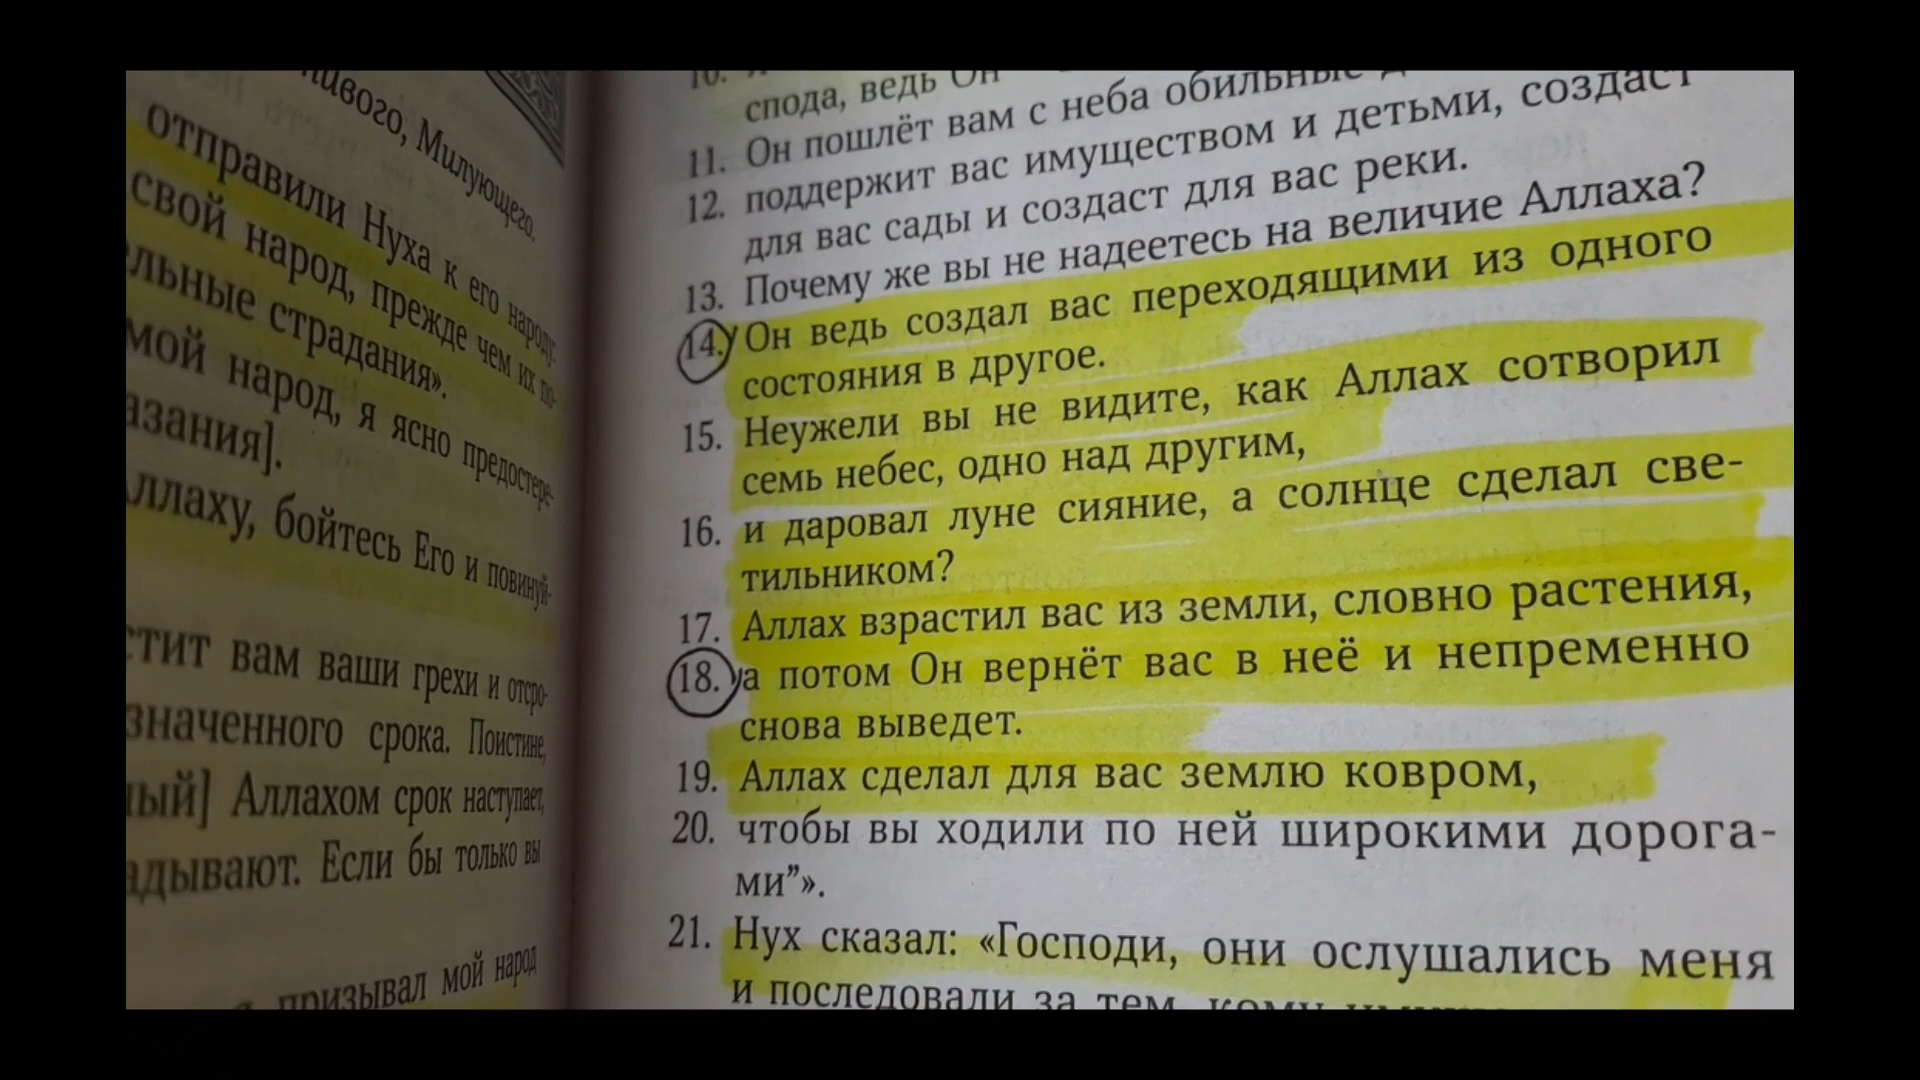 Милующего.
отправили Нуха к его народу:
свой народ, прежде чем их по-
страдания».
мой народ, я ясно предостере-
бойтесь Его и повинуй-
вам ваши грехи и отсро-
срока. Поистине,
Аллахом срок наступает,
Если бы только вы
призывал мой народ
10.
спода, ведь Он
11. Он пошлёт вам с неба обильные
12. поддержит вас имуществом и детьми, создаст
для вас сады и создаст для вас реки.
13. Почему же вы не надеетесь на величие Аллаха?
14. Он ведь создал вас переходящими из одного
состояния в другое.
15. Неужели вы не видите, как Аллах сотворил
семь небес, одно над другим,
16. и даровал луне сияние, а солнце сделал све-
тильником?
17. Аллах взрастил вас из земли, словно растения,
18. а потом Он вернёт вас в неё и непременно
снова выведет.
19. Аллах сделал для вас землю ковром,
20. чтобы вы ходили по ней широкими дорога-
ми”».
21. Нух сказал: «Господи, они ослушались меня
и последовали за тем, кому